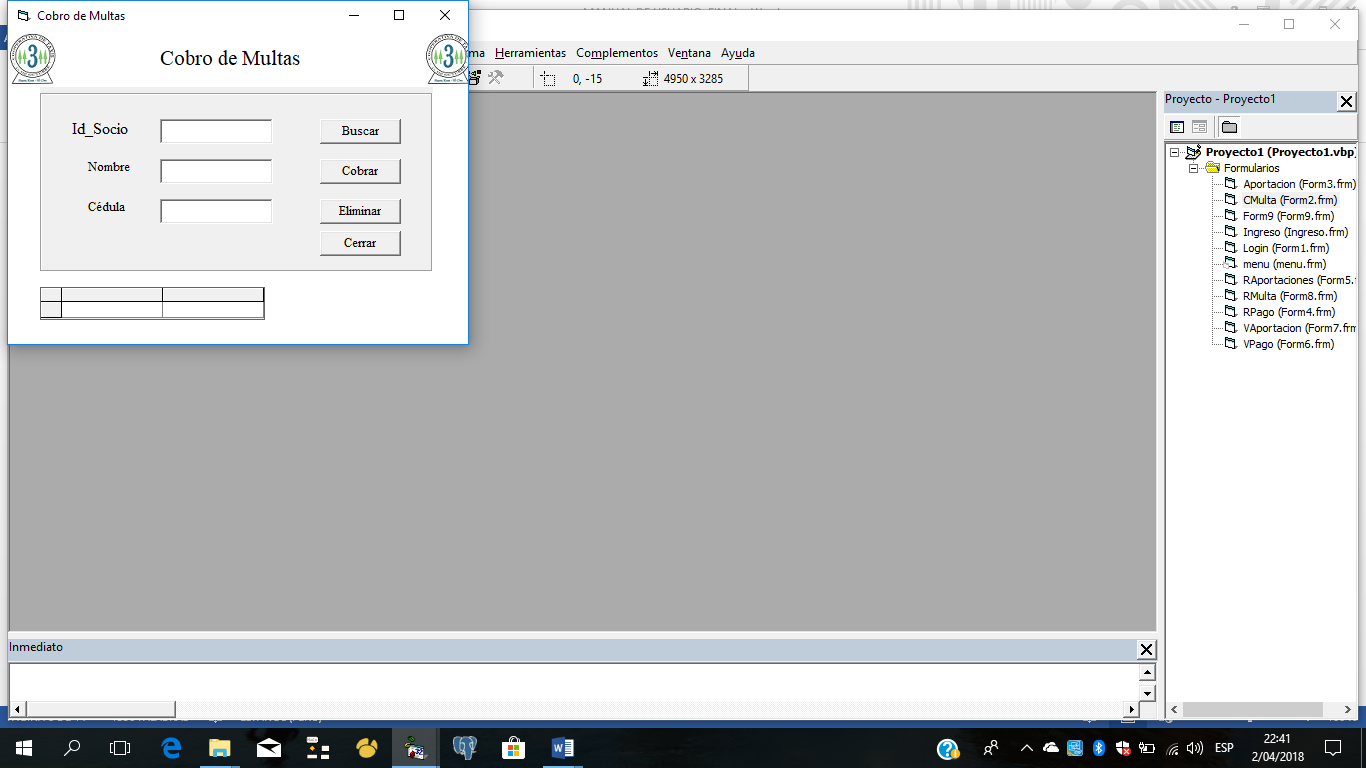 Cobro de Multas
Cobro de Multas
3
3
Id_Socio
Buscar
Nombre
Cobrar
Cédula
Eliminar
Cerrar
Herramientas Complementos Ventana Ayuda
0, -15
4950 x 3285
Proyecto - Proyecto1
Proyecto1 (Proyecto1.vbp)
Formularios
Aportacion (Form3.frm)
CMulta (Form2.frm)
Form9 (Form9.frm)
Ingreso (Ingreso.frm)
Login (Form1.frm)
menu (menu.frm)
RAportaciones (Form5.
RMulta (Form8.frm)
RPago (Form4.frm)
VAportacion (Form7.frm
VPago (Form6.frm)
Inmediato
ESP
22:41
2/04/2018